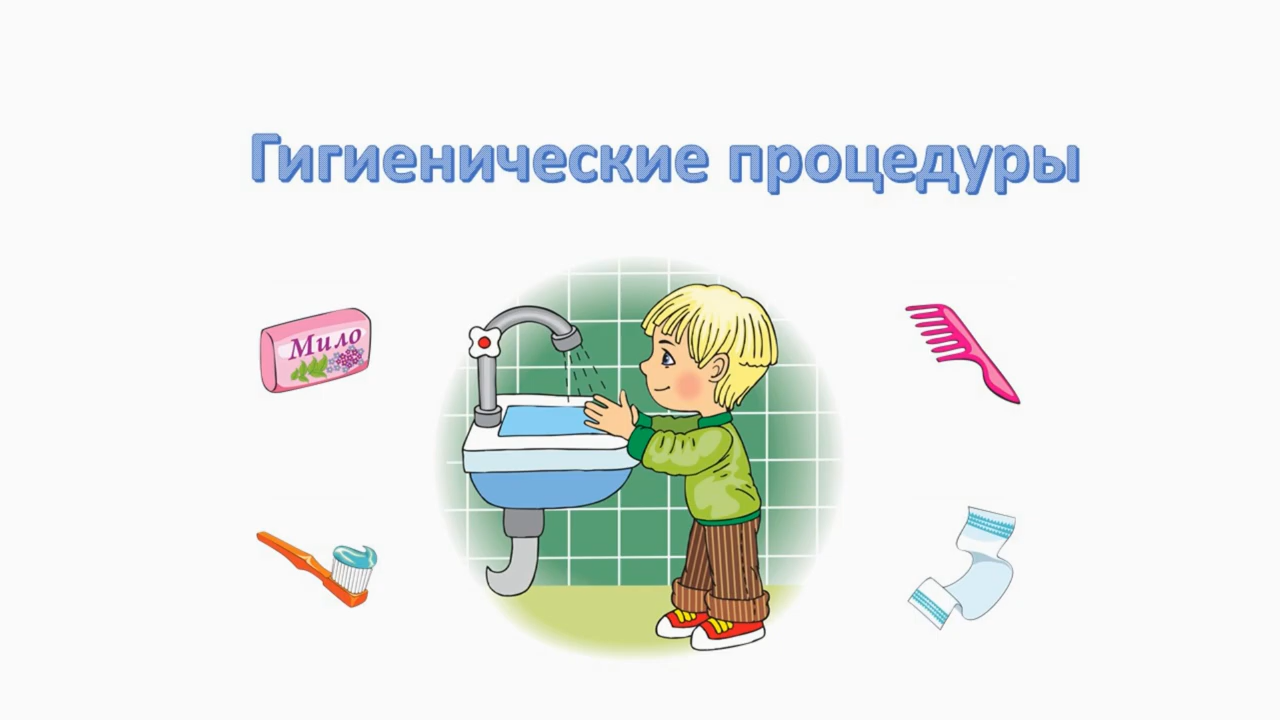 Гигиенические процедуры
Мило